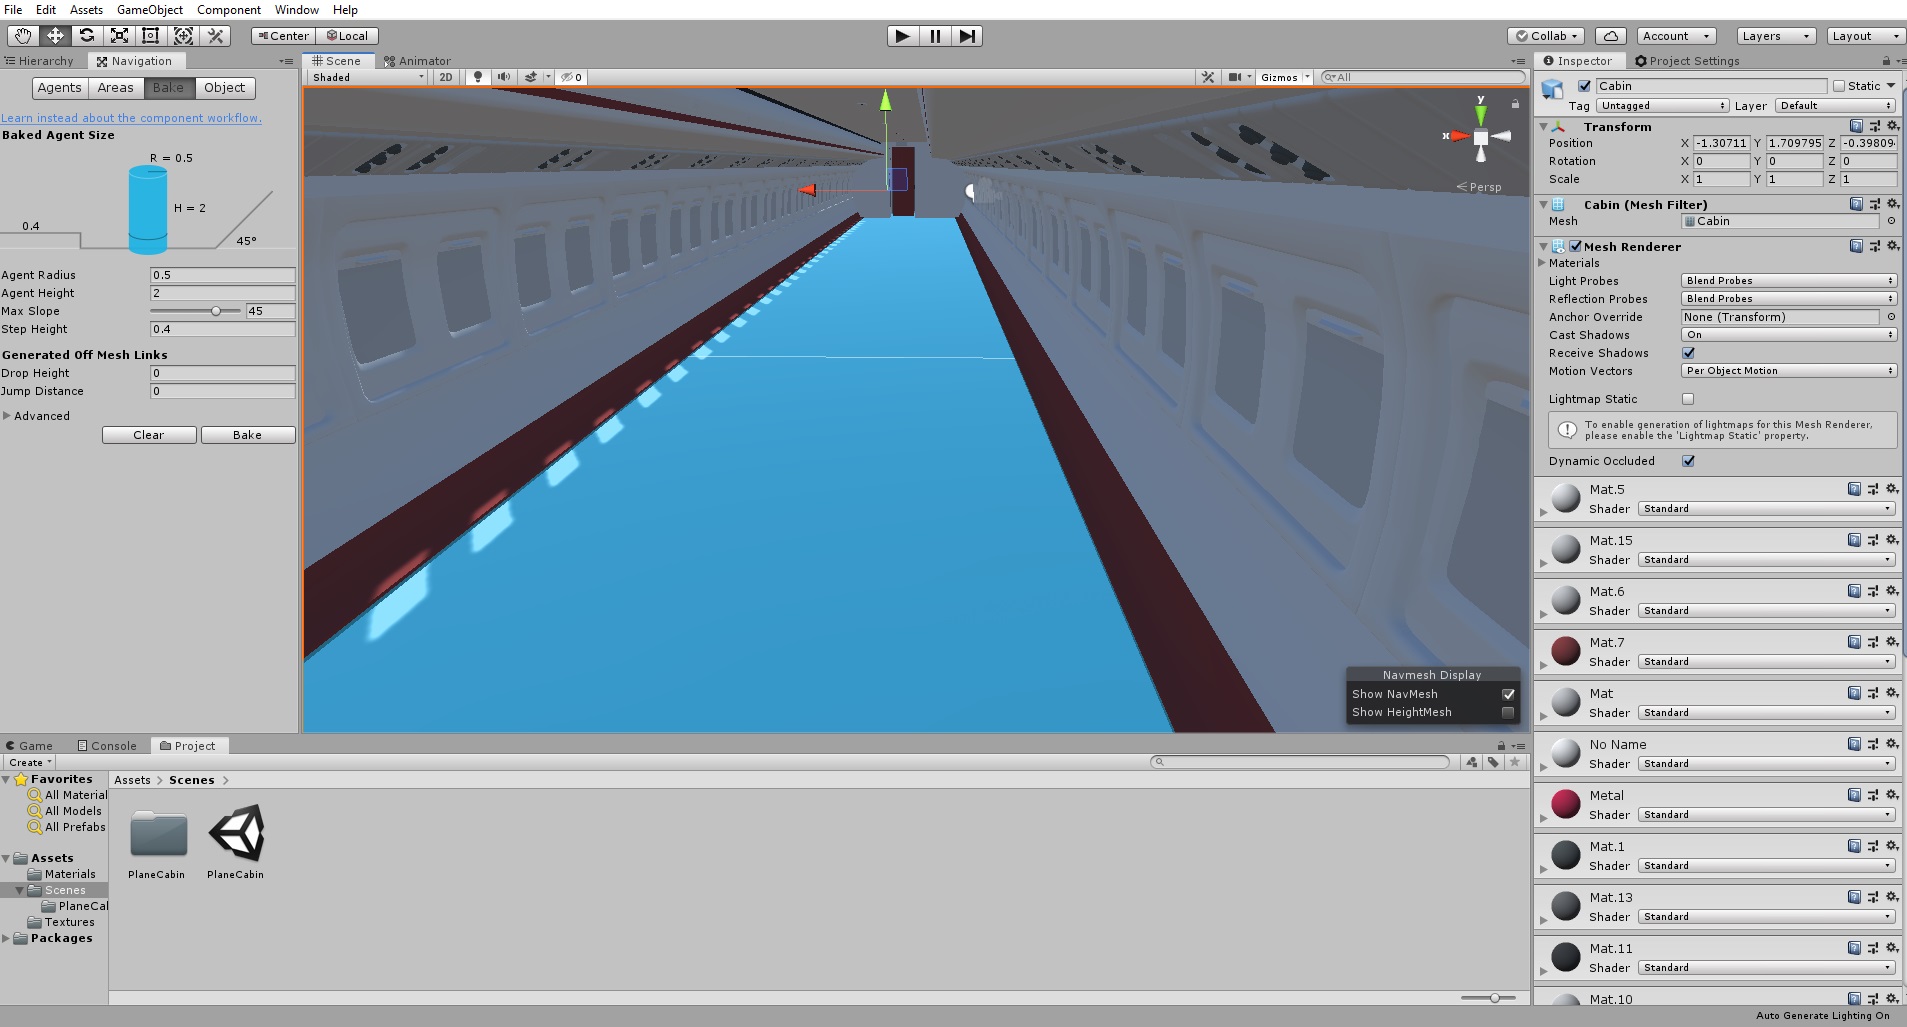 File Edit Assets GameObject Component Window Help
Center Local
Collab Account Layers Layout
Hierarchy Navigation
Agents Areas Bake Object
Learn instead about the component workflow.
Baked Agent Size
R = 0.5
H = 2
0.4
45°
Agent Radius 0.5
Agent Height 2
Max Slope 45
Step Height 0.4
Generated Off Mesh Links
Drop Height 0
Jump Distance 0
Advanced
Clear Bake
Scene Animator
Shaded 2D 0 Gizmos All
y
x
Persp
Navmesh Display
Show NavMesh
Show HeightMesh
Game Console Project
Create
Favorites
All Material
All Models
All Prefabs
Assets
Materials
Scenes
PlaneCal
Textures
Packages
Assets > Scenes >
PlaneCabin PlaneCabin
Inspector Project Settings
Cabin Static
Tag Untagged Layer Default
Transform
Position X -1.30711 Y 1.709795 Z -0.39809
Rotation X 0 Y 0 Z 0
Scale X 1 Y 1 Z 1
Cabin (Mesh Filter)
Mesh Cabin
Mesh Renderer
Materials
Light Probes Blend Probes
Reflection Probes Blend Probes
Anchor Override None (Transform)
Cast Shadows On
Receive Shadows
Motion Vectors Per Object Motion
Lightmap Static
To enable generation of lightmaps for this Mesh Renderer,
please enable the 'Lightmap Static' property.
Dynamic Occluded
Mat.5
Shader Standard
Mat.15
Shader Standard
Mat.6
Shader Standard
Mat.7
Shader Standard
Mat
Shader Standard
No Name
Shader Standard
Metal
Shader Standard
Mat.1
Shader Standard
Mat.13
Shader Standard
Mat.11
Shader Standard
Mat.10
Auto Generate Lighting On